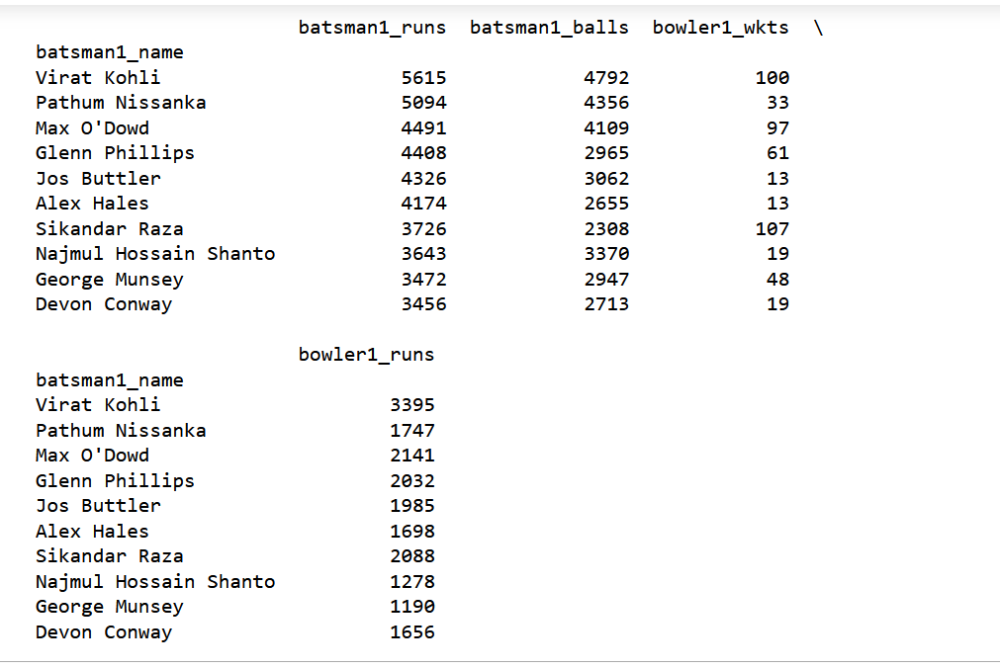 batsman1_runs batsman1_balls bowler1_wkts \
batsman1_name
Virat Kohli 5615 4792 100
Pathum Nissanka 5094 4356 33
Max O'Dowd 4491 4109 97
Glenn Phillips 4408 2965 61
Jos Buttler 4326 3062 13
Alex Hales 4174 2655 13
Sikandar Raza 3726 2308 107
Najmul Hossain Shanto 3643 3370 19
George Munsey 3472 2947 48
Devon Conway 3456 2713 19
bowler1_runs
batsman1_name
Virat Kohli 3395
Pathum Nissanka 1747
Max O'Dowd 2141
Glenn Phillips 2032
Jos Buttler 1985
Alex Hales 1698
Sikandar Raza 2088
Najmul Hossain Shanto 1278
George Munsey 1190
Devon Conway 1656